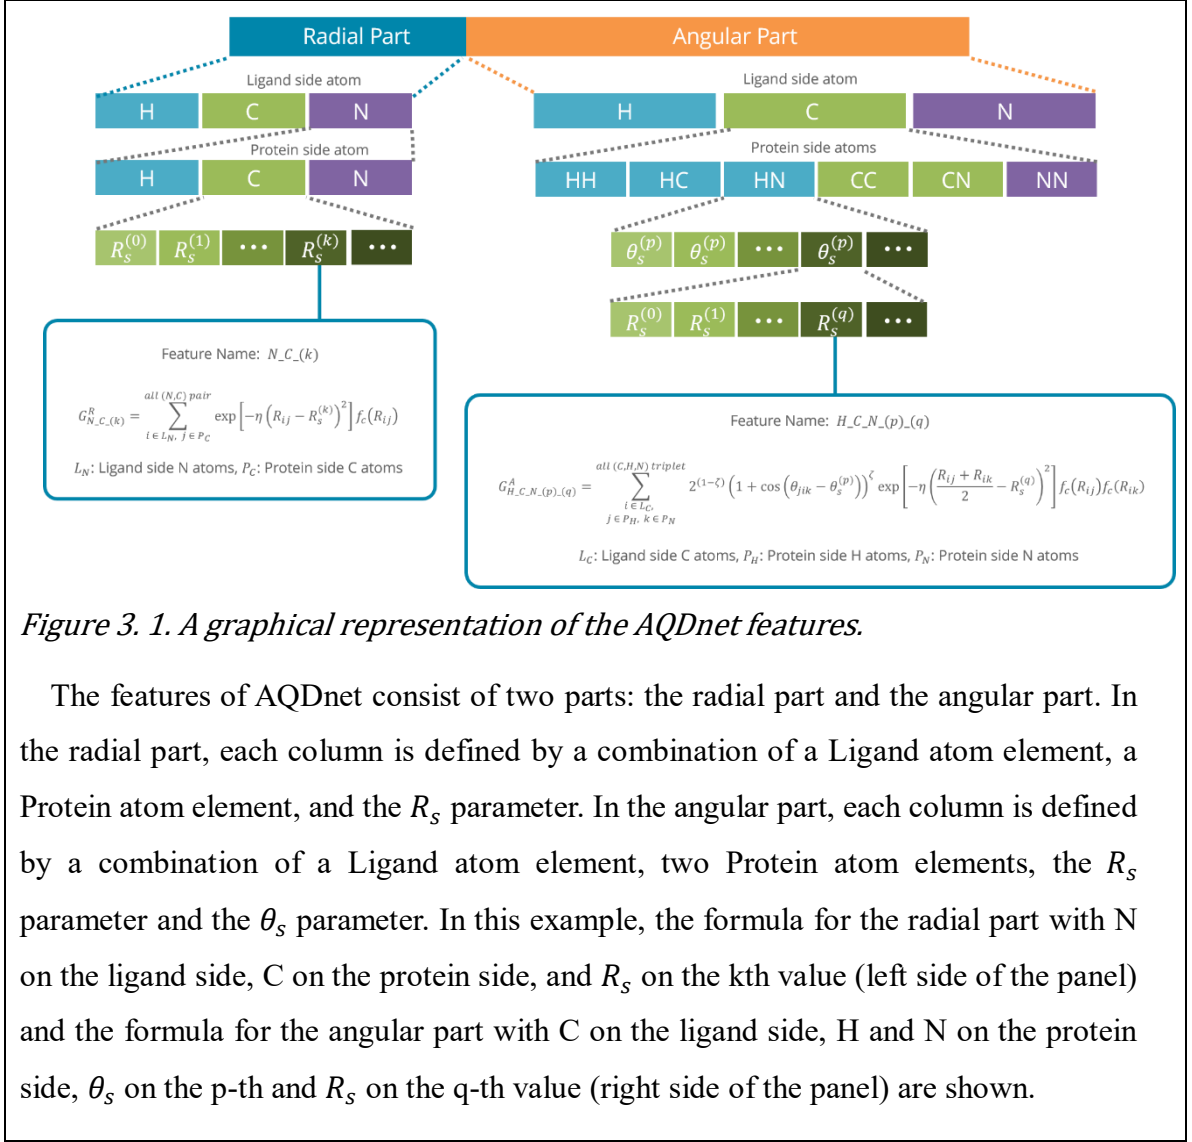 Radial Part Angular Part
Ligand side atom Ligand side atom
H C N H C N
Protein side atom Protein side atoms
H C N HH HC HN CC CN NN
R_s^(0) R_s^(1) ••• R_s^(k) ••• θ_s^(p) θ_s^(p) ••• θ_s^(p) •••
R_s^(0) R_s^(1) ••• R_s^(q) •••
Feature Name: N_C_(k)
G^R_{N_C_(k)} = ∑^{all (N,C) pair}_{i ∈ L_N, j ∈ P_C} exp [−η (R_ij − R_s^(k))^2] f_c(R_ij)
L_N: Ligand side N atoms, P_C: Protein side C atoms
Feature Name: H_C_N_(p)_(q)
G^A_{H_C_N_(p)_(q)} = ∑^{all (C,H,N) triplet}_{i ∈ L_C, j ∈ P_H, k ∈ P_N} 2^(1−ζ) (1 + cos(θ_jik − θ_s^(p)))^ζ exp [−η ((R_ij + R_ik)/2 − R_s^(q))^2] f_c(R_ij) f_c(R_ik)
L_C: Ligand side C atoms, P_H: Protein side H atoms, P_N: Protein side N atoms
Figure 3. 1. A graphical representation of the AQDnet features.
The features of AQDnet consist of two parts: the radial part and the angular part. In
the radial part, each column is defined by a combination of a Ligand atom element, a
Protein atom element, and the R_s parameter. In the angular part, each column is defined
by a combination of a Ligand atom element, two Protein atom elements, the R_s
parameter and the θ_s parameter. In this example, the formula for the radial part with N
on the ligand side, C on the protein side, and R_s on the kth value (left side of the panel)
and the formula for the angular part with C on the ligand side, H and N on the protein
side, θ_s on the p-th and R_s on the q-th value (right side of the panel) are shown.